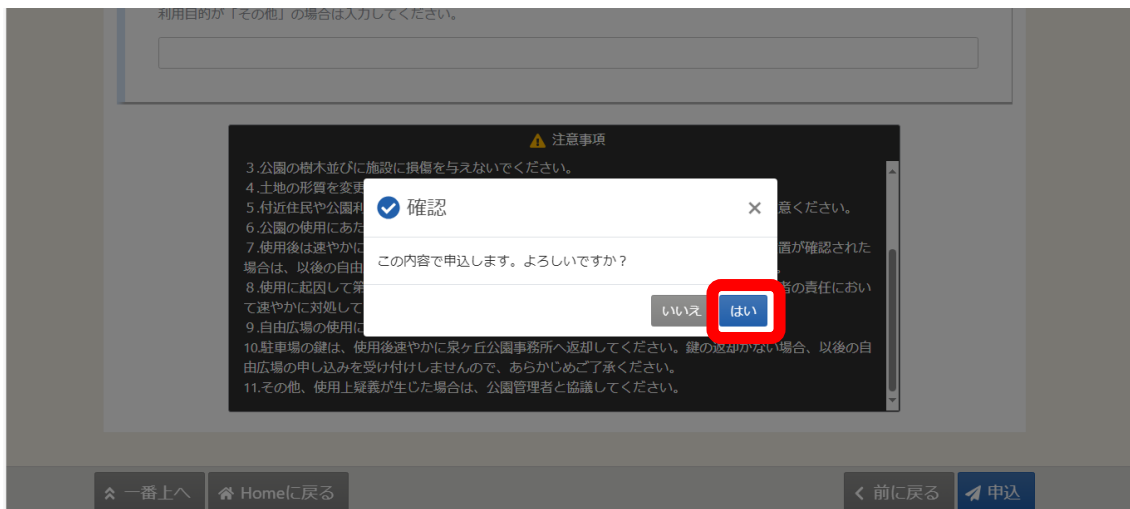 利用目的が「その他」の場合は入力してください。
注意事項
3.公園の樹木並びに施設に損傷を与えないでください。
4.土地の形質を変更
5.付近住民や公園利 意ください。
6.公園の使用にあた
7.使用後は速やかに 置が確認された
場合は、以後の自由
8.使用に起因して第 者の責任におい
て速やかに対処して
9.自由広場の使用に
10.駐車場の鍵は、使用後速やかに泉ケ丘公園事務所へ返却してください。鍵の返却がない場合、以後の自
由広場の申し込みを受け付けしませんので、あらかじめご了承ください。
11.その他、使用上疑義が生じた場合は、公園管理者と協議してください。
確認
×
この内容で申込します。よろしいですか？
いいえ はい
一番上へ Homeに戻る 前に戻る 申込